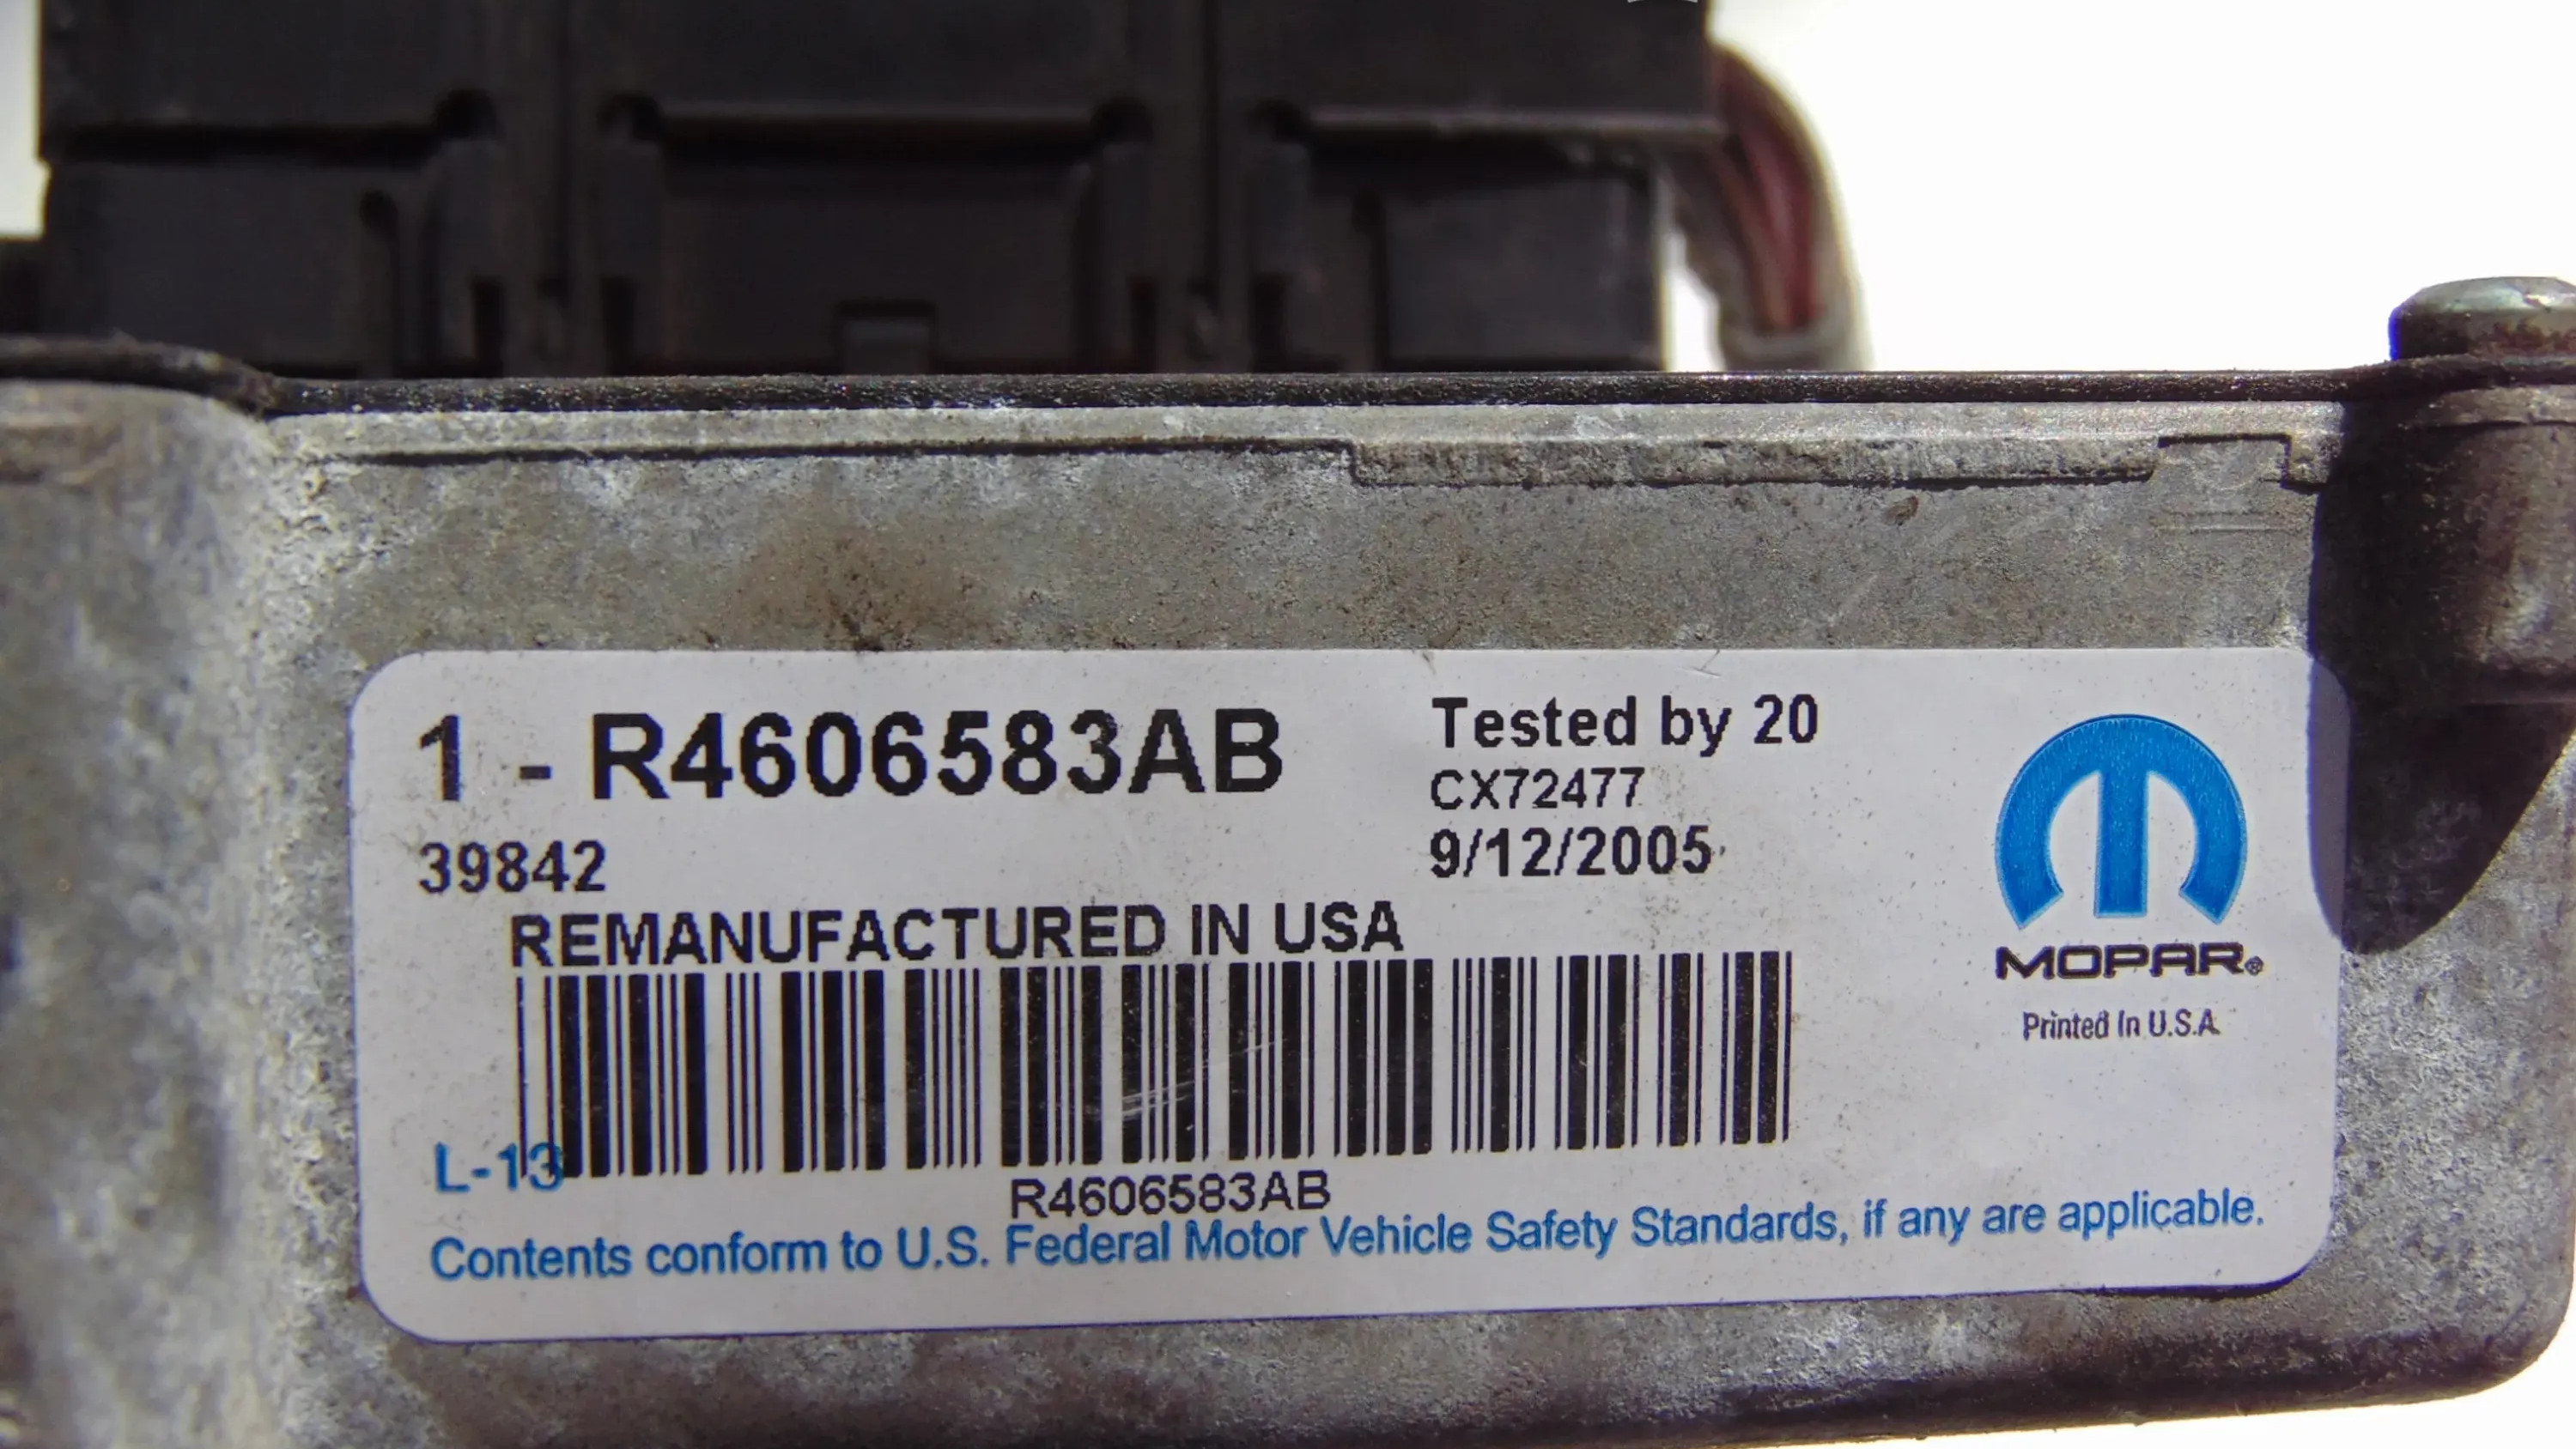 1 - R4606583AB
Tested by 20
CX72477
39842
9/12/2005
REMANUFACTURED IN USA
MOPAR®
Printed In U.S.A.
L-13
R4606583AB
Contents conform to U.S. Federal Motor Vehicle Safety Standards, if any are applicable.